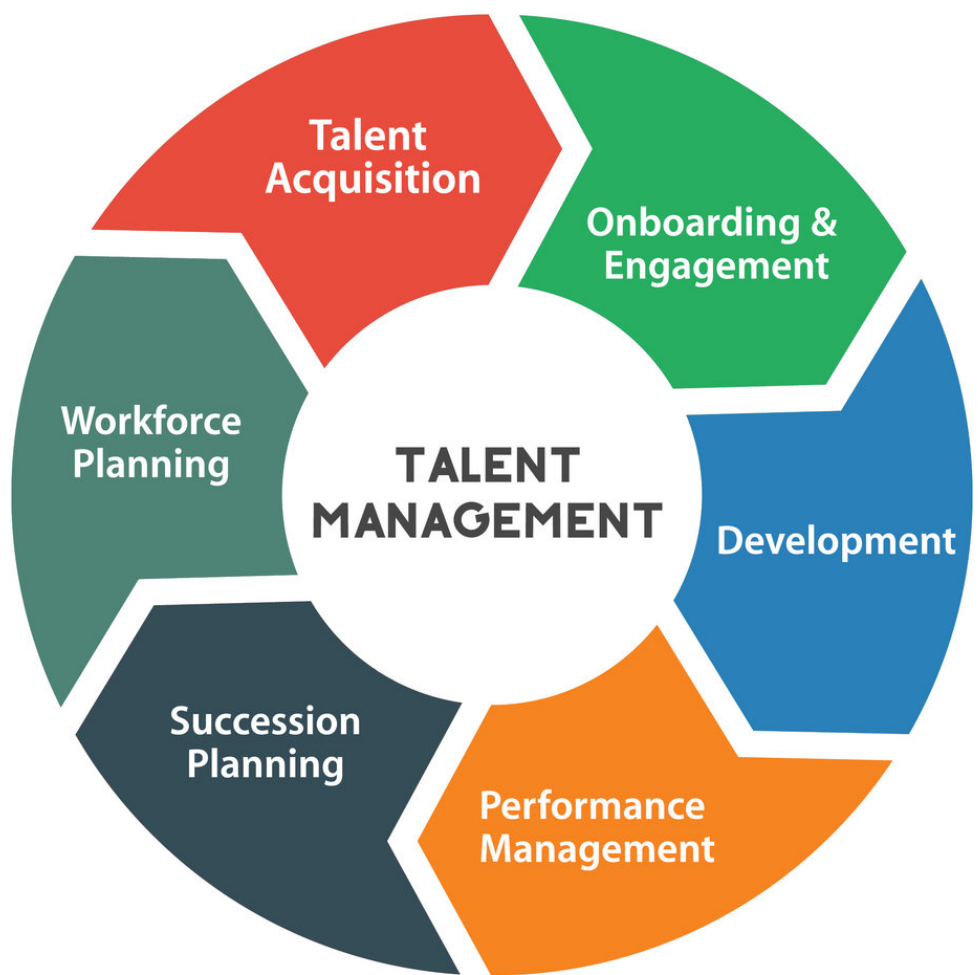 Talent
Acquisition
Onboarding &
Engagement
Development
Performance
Management
Succession
Planning
Workforce
Planning
TALENT
MANAGEMENT